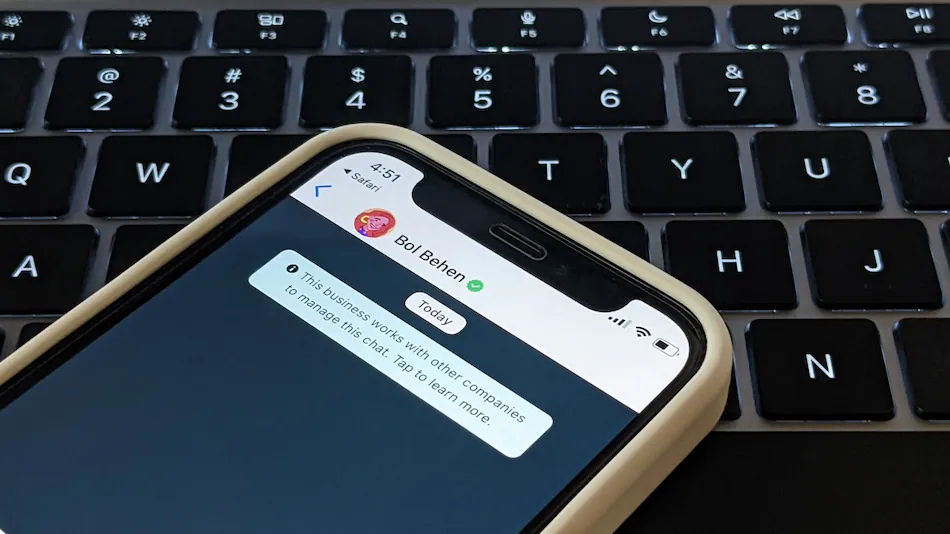 F1
F2
F3
F4
F5
F6
F7
F8
@
2
#
3
$
4
%
5
^
6
&
7
*
8
Q
W
T
Y
U
A
H
J
N
4:51
◀ Safari
Bol Behen
Today
This business works with other companies
to manage this chat. Tap to learn more.